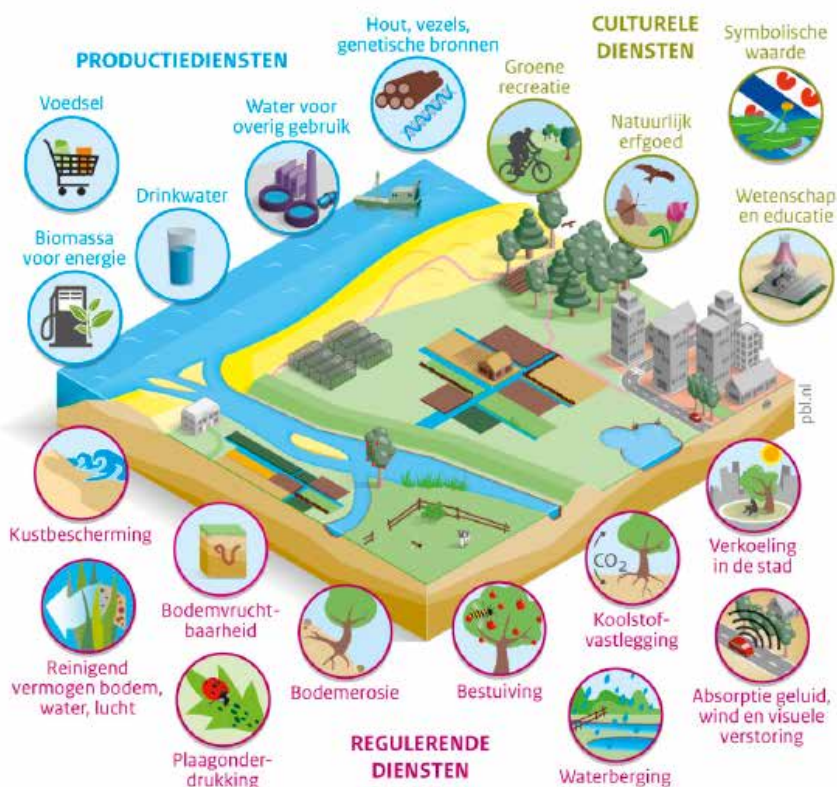 PRODUCTIEDIENSTEN
Voedsel
Biomassa
voor energie
Drinkwater
Water voor
overig gebruik
Hout, vezels,
genetische bronnen
CULTURELE
DIENSTEN
Groene
recreatie
Natuurlijk
erfgoed
Symbolische
waarde
Wetenschap
en educatie
pbl.nl
Kustbescherming
Reinigend
vermogen bodem,
water, lucht
Bodemvrucht-
baarheid
Plaagonder-
drukking
Bodemerosie
Bestuiving
CO2
Koolstof-
vastlegging
Waterberging
Verkoeling
in de stad
Absorptie geluid,
wind en visuele
verstoring
REGULERENDE
DIENSTEN